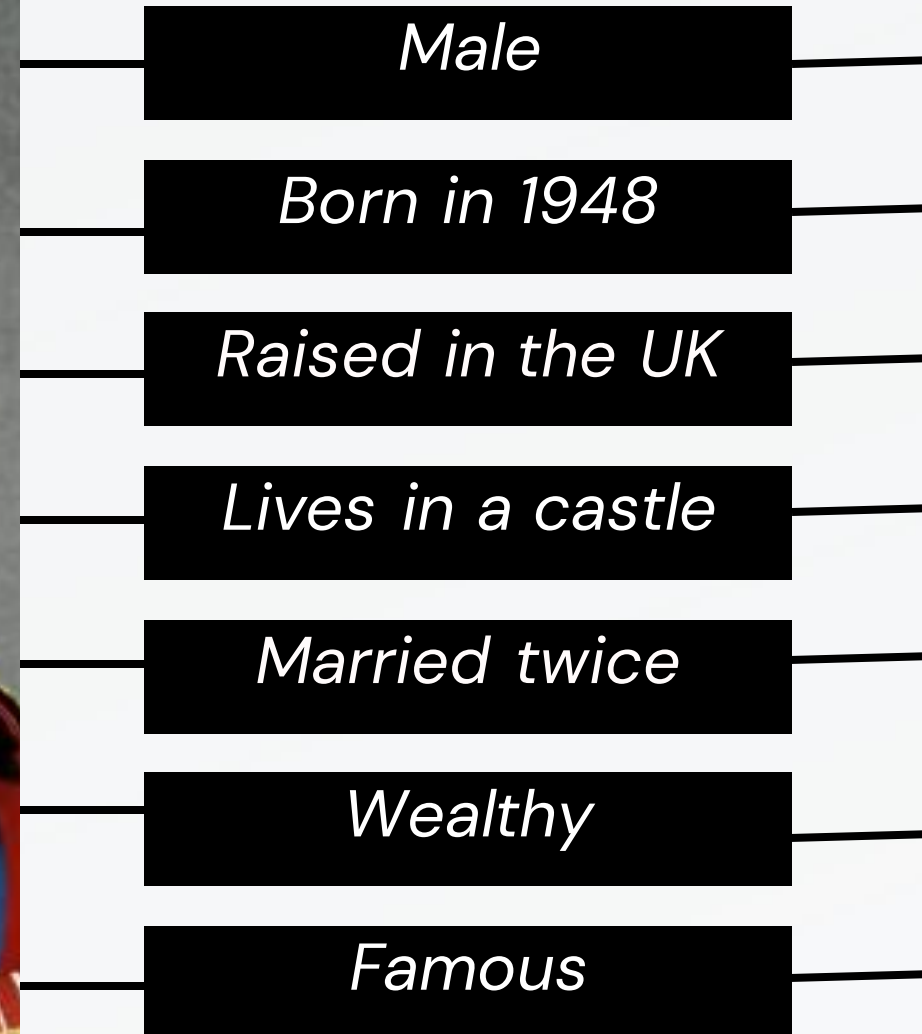 Male
Born in 1948
Raised in the UK
Lives in a castle
Married twice
Wealthy
Famous